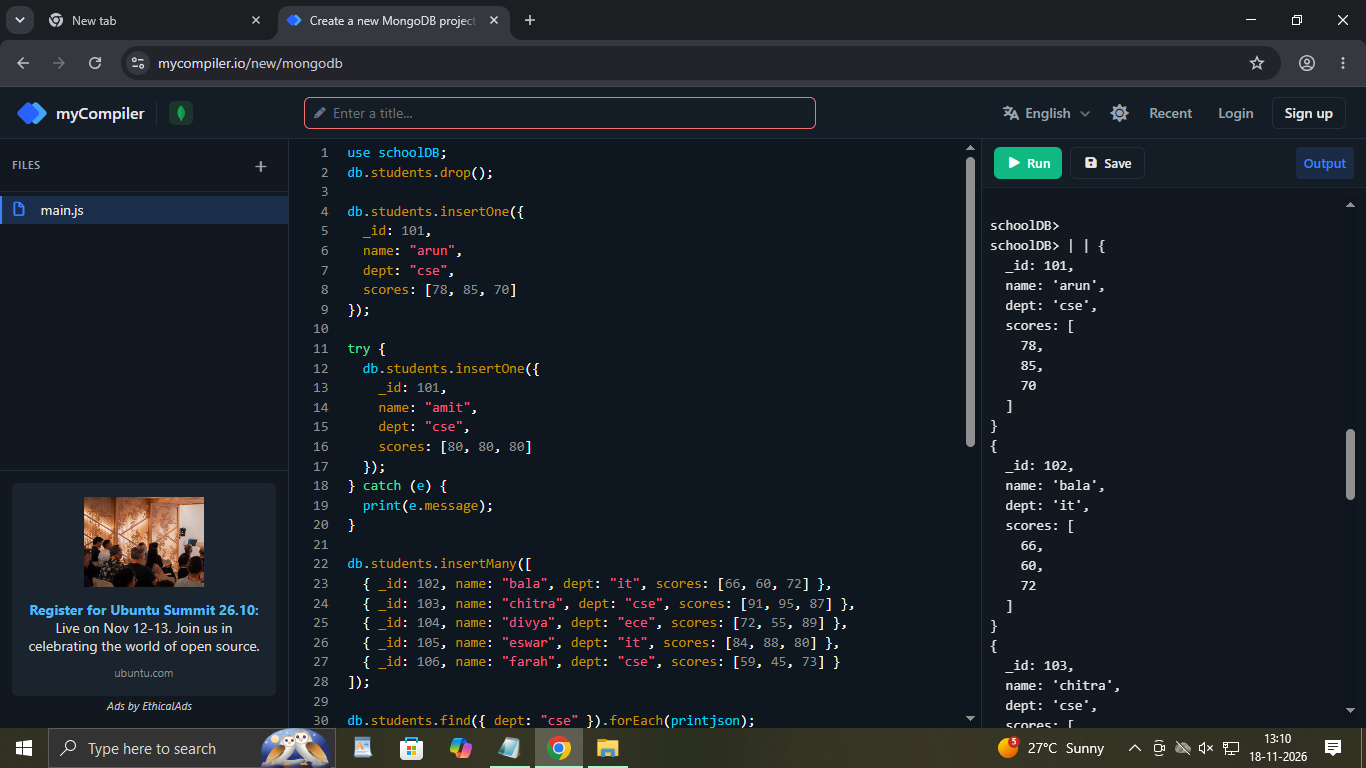 New tab
Create a new MongoDB project
mycompiler.io/new/mongodb
myCompiler
Enter a title...
English
Recent
Login
Sign up
FILES
main.js
Register for Ubuntu Summit 26.10:
Live on Nov 12-13. Join us in
celebrating the world of open source.
ubuntu.com
Ads by EthicalAds
1 use schoolDB;
2 db.students.drop();
3
4 db.students.insertOne({
5 _id: 101,
6 name: "arun",
7 dept: "cse",
8 scores: [78, 85, 70]
9 });
10
11 try {
12 db.students.insertOne({
13 _id: 101,
14 name: "amit",
15 dept: "cse",
16 scores: [80, 80, 80]
17 });
18 } catch (e) {
19 print(e.message);
20 }
21
22 db.students.insertMany([
23 { _id: 102, name: "bala", dept: "it", scores: [66, 60, 72] },
24 { _id: 103, name: "chitra", dept: "cse", scores: [91, 95, 87] },
25 { _id: 104, name: "divya", dept: "ece", scores: [72, 55, 89] },
26 { _id: 105, name: "eswar", dept: "it", scores: [84, 88, 80] },
27 { _id: 106, name: "farah", dept: "cse", scores: [59, 45, 73] }
28 ]);
29
30 db.students.find({ dept: "cse" }).forEach(printjson);
Run
Save
Output
schoolDB>
schoolDB> | | {
_id: 101,
name: 'arun',
dept: 'cse',
scores: [
78,
85,
70
]
}
{
_id: 102,
name: 'bala',
dept: 'it',
scores: [
66,
60,
72
]
}
{
_id: 103,
name: 'chitra',
dept: 'cse',
scores: [
Type here to search
5
27°C Sunny
13:10
18-11-2026